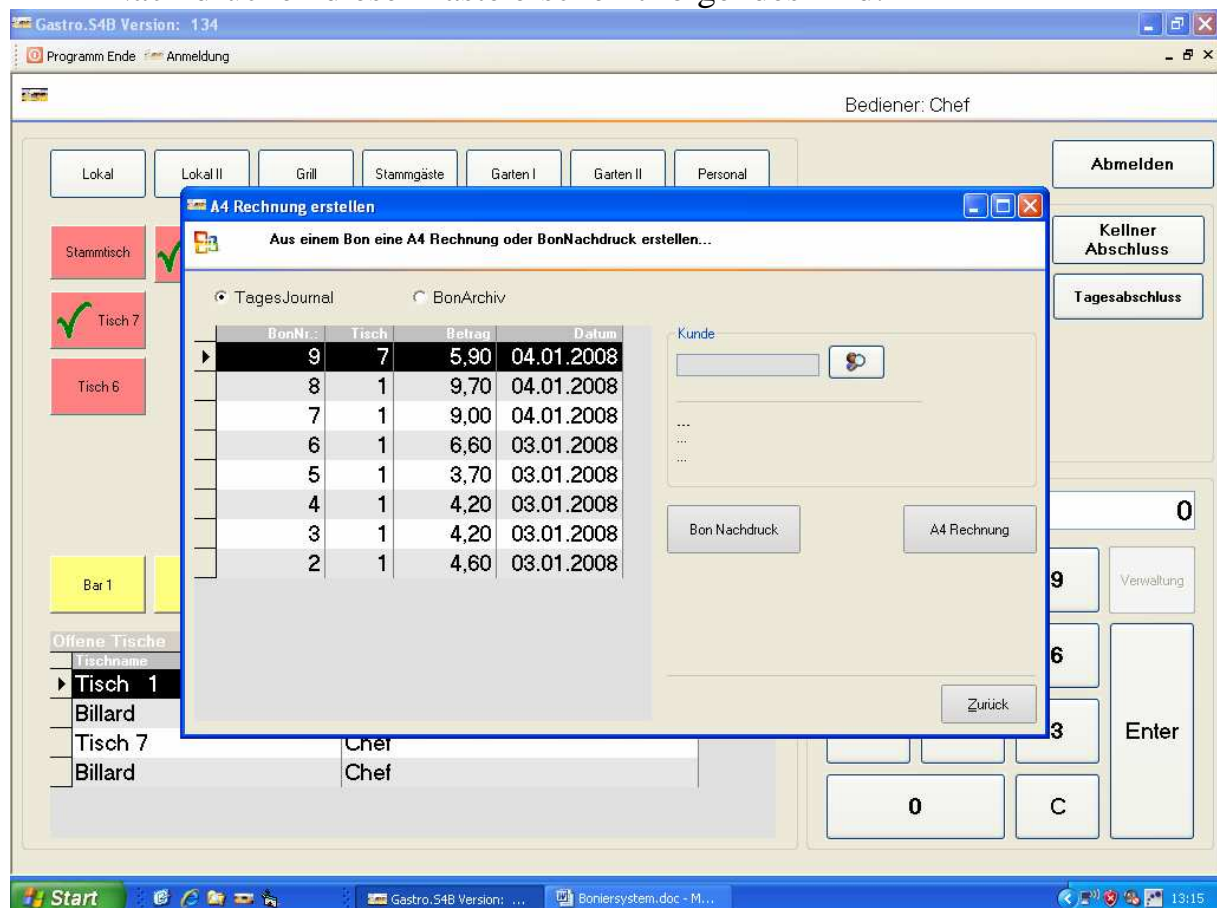 Gastro.S4B Version: 134
Programm Ende Anmeldung
Bediener: Chef
Lokal Lokal II Grill Stammgäste Garten I Garten II Personal
Abmelden
A4 Rechnung erstellen
Aus einem Bon eine A4 Rechnung oder BonNachdruck erstellen...
Stammtisch
Kellner
Abschluss
TagesJournal BonArchiv
Tagesabschluss
Tisch 7
BonNr.: Tisch Betrag Datum
Kunde
9 7 5,90 04.01.2008
8 1 9,70 04.01.2008
Tisch 6
7 1 9,00 04.01.2008
...
6 1 6,60 03.01.2008
...
...
5 1 3,70 03.01.2008
4 1 4,20 03.01.2008
0
3 1 4,20 03.01.2008
Bon Nachdruck A4 Rechnung
2 1 4,60 03.01.2008
Bar 1
9 Verwaltung
Offene Tische
Tischname
6
Tisch 1
Billard
Zurück
Tisch 7 Chef
3 Enter
Billard Chef
0 C
Start Gastro.S4B Version: ... Boniersystem.doc - M... 13:15